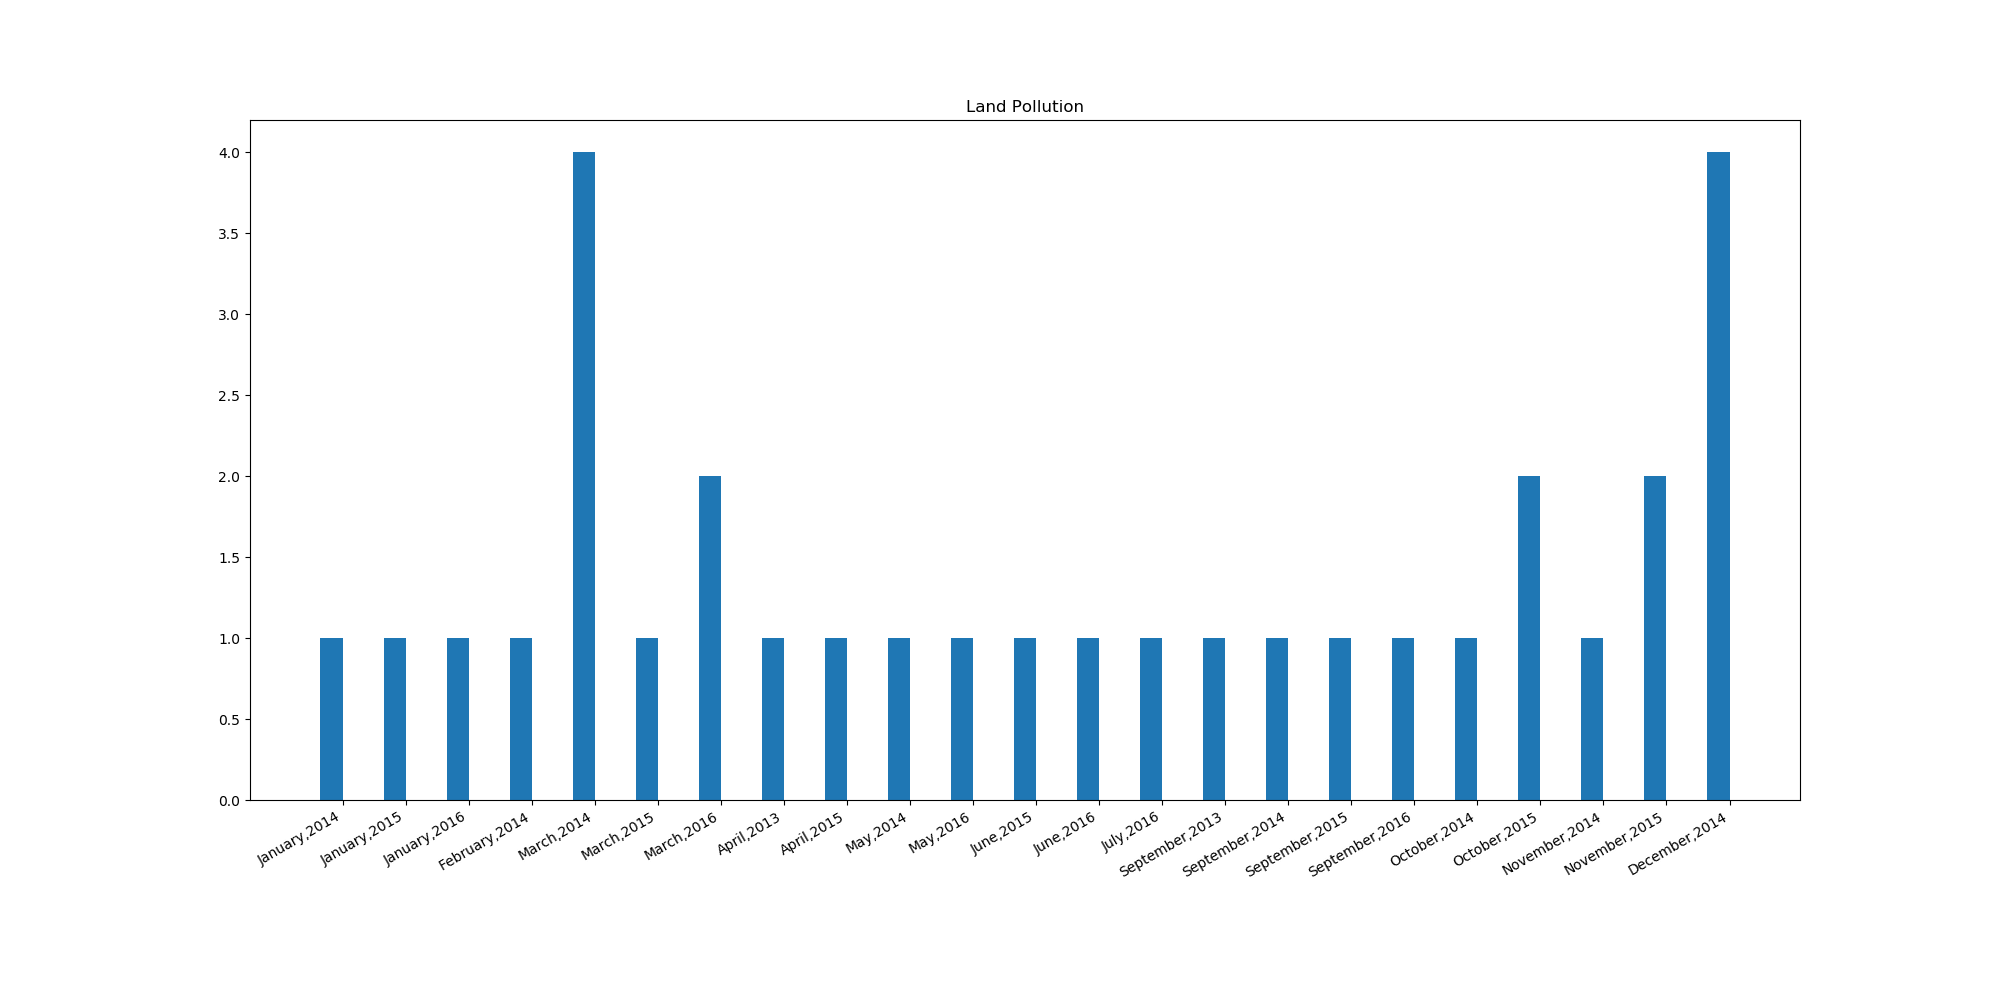 Land Pollution
4.0
3.5
3.0
2.5
2.0
1.5
1.0
0.5
0.0
January,2014
January,2015
January,2016
February,2014
March,2014
March,2015
March,2016
April,2013
April,2015
May,2014
May,2016
June,2015
June,2016
July,2016
September,2013
September,2014
September,2015
September,2016
October,2014
October,2015
November,2014
November,2015
December,2014